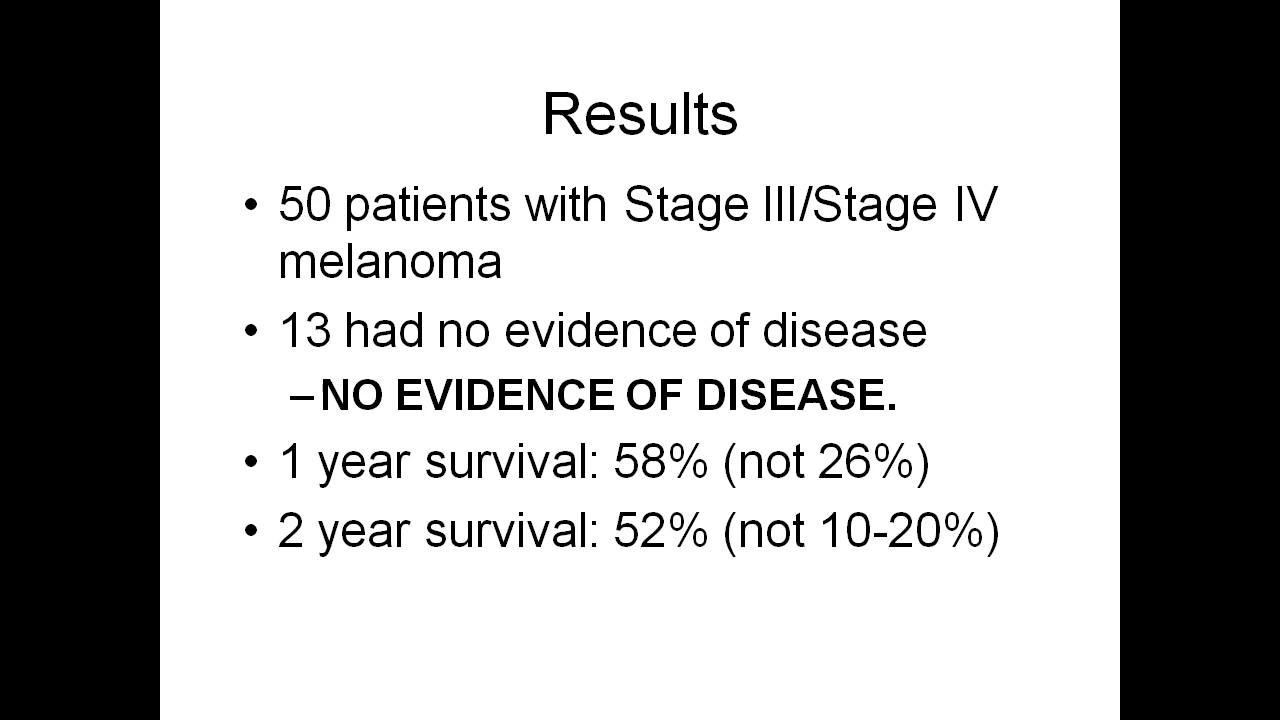 Results
• 50 patients with Stage III/Stage IV
melanoma
• 13 had no evidence of disease
–NO EVIDENCE OF DISEASE.
• 1 year survival: 58% (not 26%)
• 2 year survival: 52% (not 10-20%)